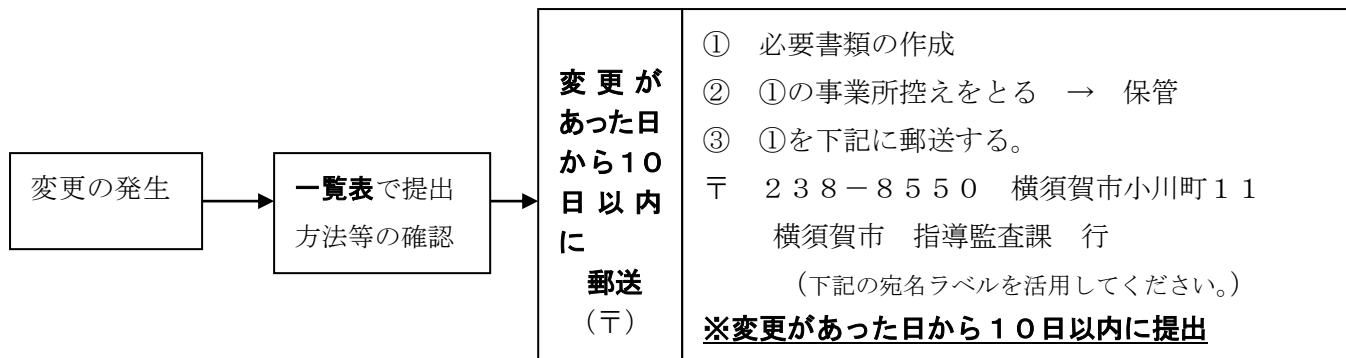 変更の発生
一覧表で提出
方法等の確認
変更が
あった日
から１０
日以内
に
郵送
（〒）
①　必要書類の作成
②　①の事業所控えをとる　→　保管
③　①を下記に郵送する。
〒　２３８－８５５０　横須賀市小川町１１
横須賀市　指導監査課　行
（下記の宛名ラベルを活用してください。）
※変更があった日から１０日以内に提出